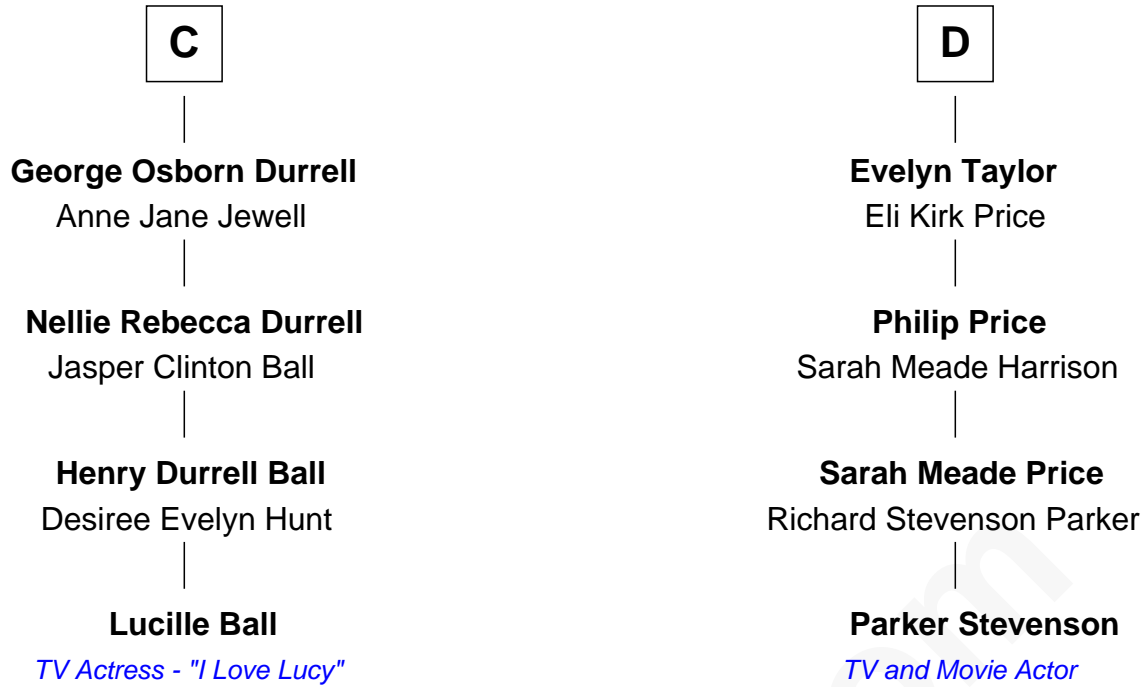 C
George Osborn Durrell
Anne Jane Jewell
Nellie Rebecca Durrell
Jasper Clinton Ball
Henry Durrell Ball
Desiree Evelyn Hunt
Lucille Ball
TV Actress - "I Love Lucy"
D
Evelyn Taylor
Eli Kirk Price
Philip Price
Sarah Meade Harrison
Sarah Meade Price
Richard Stevenson Parker
Parker Stevenson
TV and Movie Actor